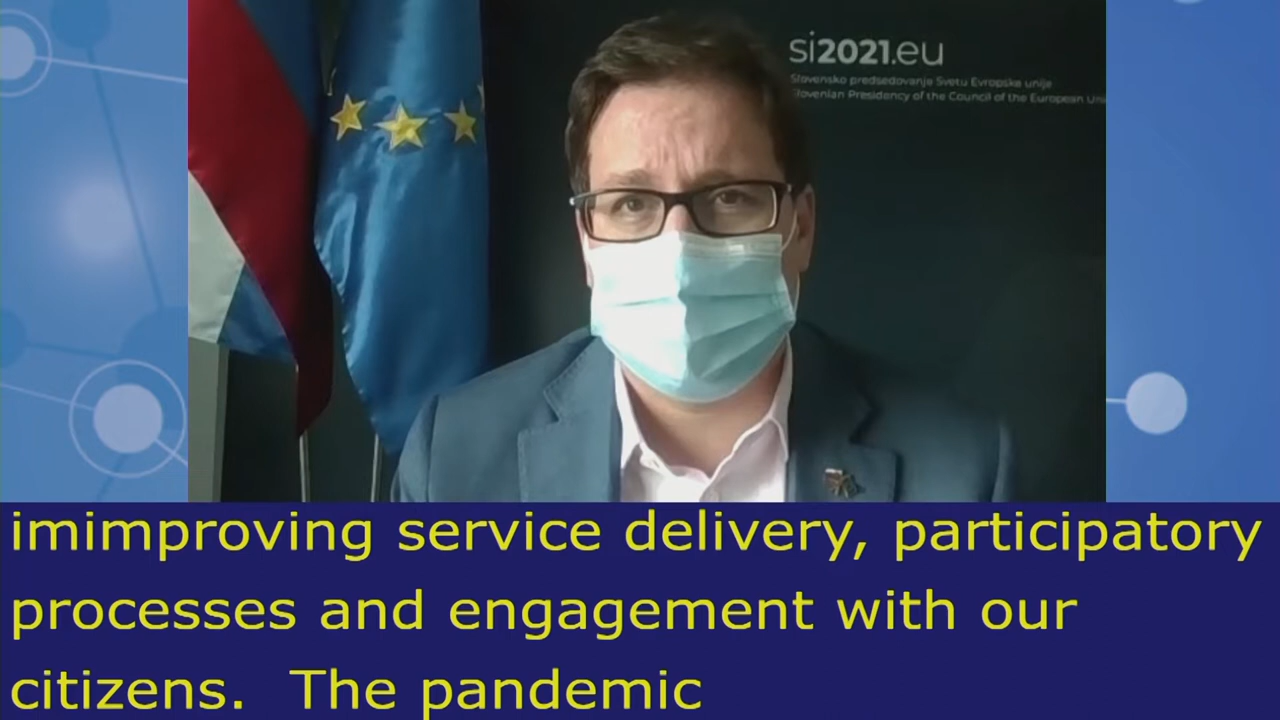 si2021.eu
Slovensko predsedovanje Svetu Evropske unije
Slovenian Presidency of the Council of the European Uni
imimproving service delivery, participatory
processes and engagement with our
citizens.  The pandemic